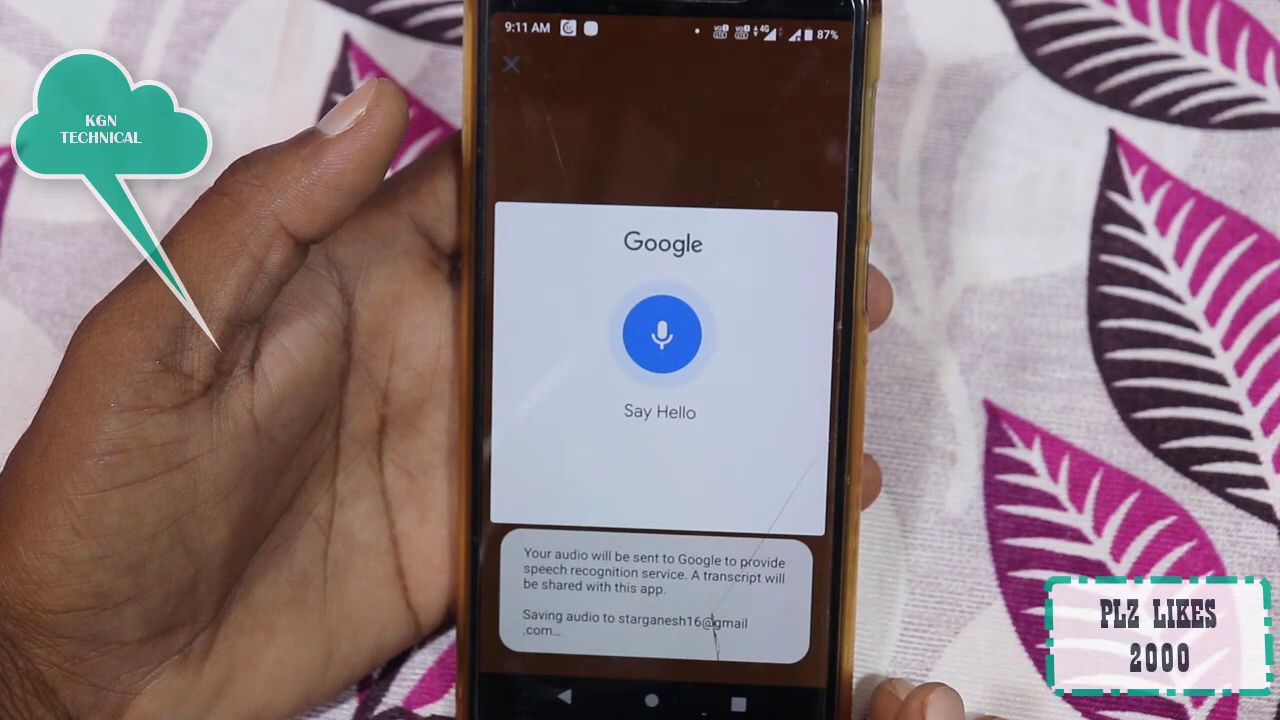 9:11 AM
4G
87%
KGN
TECHNICAL
Google
Say Hello
Your audio will be sent to Google to provide
speech recognition service. A transcript will
be shared with this app.
Saving audio to starganesh16@gmail
.com...
PLZ LIKES
2000